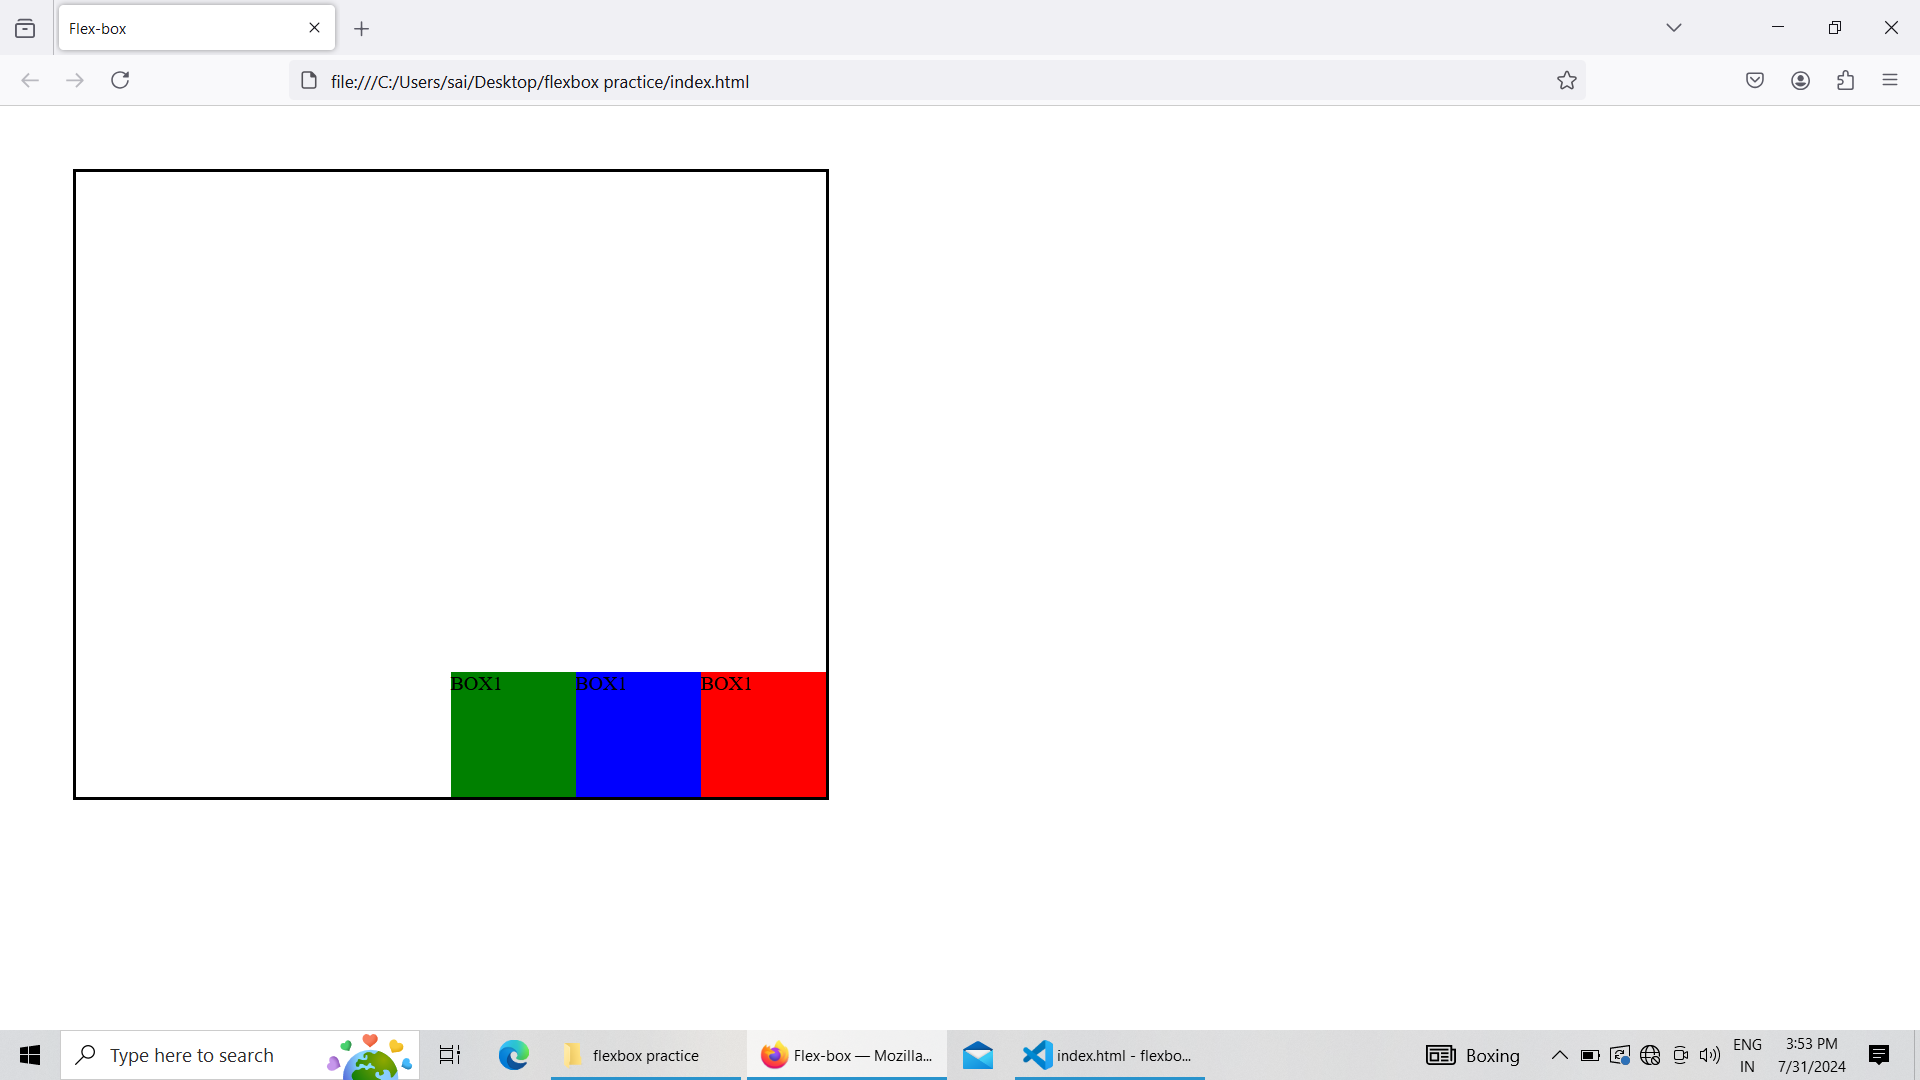 Flex-box
file:///C:/Users/sai/Desktop/flexbox practice/index.html
BOX1 BOX1 BOX1
Type here to search
flexbox practice
Flex-box — Mozilla...
index.html - flexbo...
Boxing
ENG
IN
3:53 PM
7/31/2024